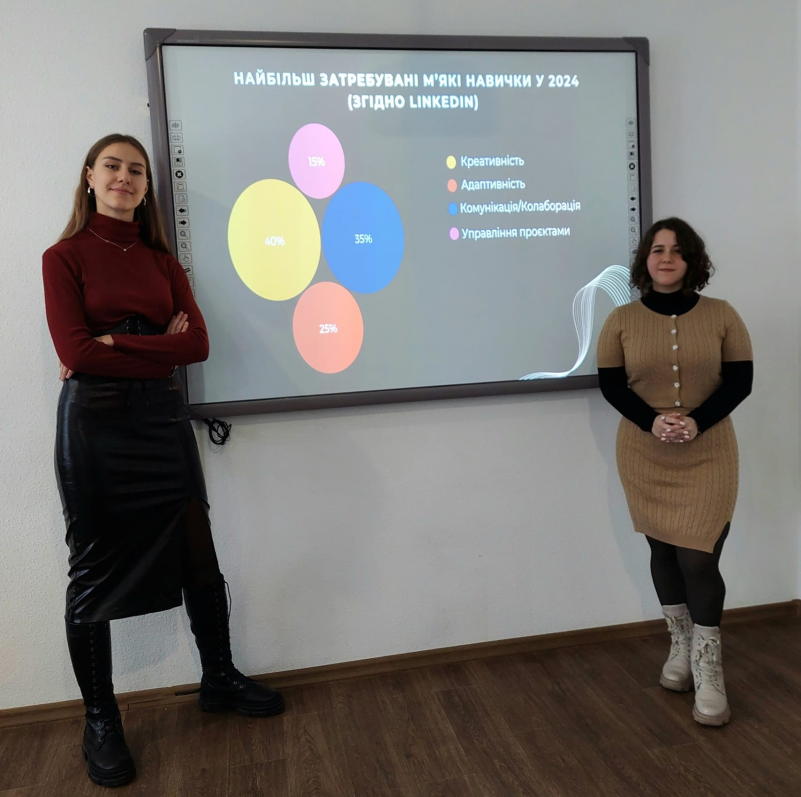 НАЙБІЛЬШ ЗАТРЕБУВАНІ М'ЯКІ НАВИЧКИ У 2024
(ЗГІДНО LINKEDIN)
15%
40%
35%
25%
Креативність
Адаптивність
Комунікація/Колаборація
Управління проєктами